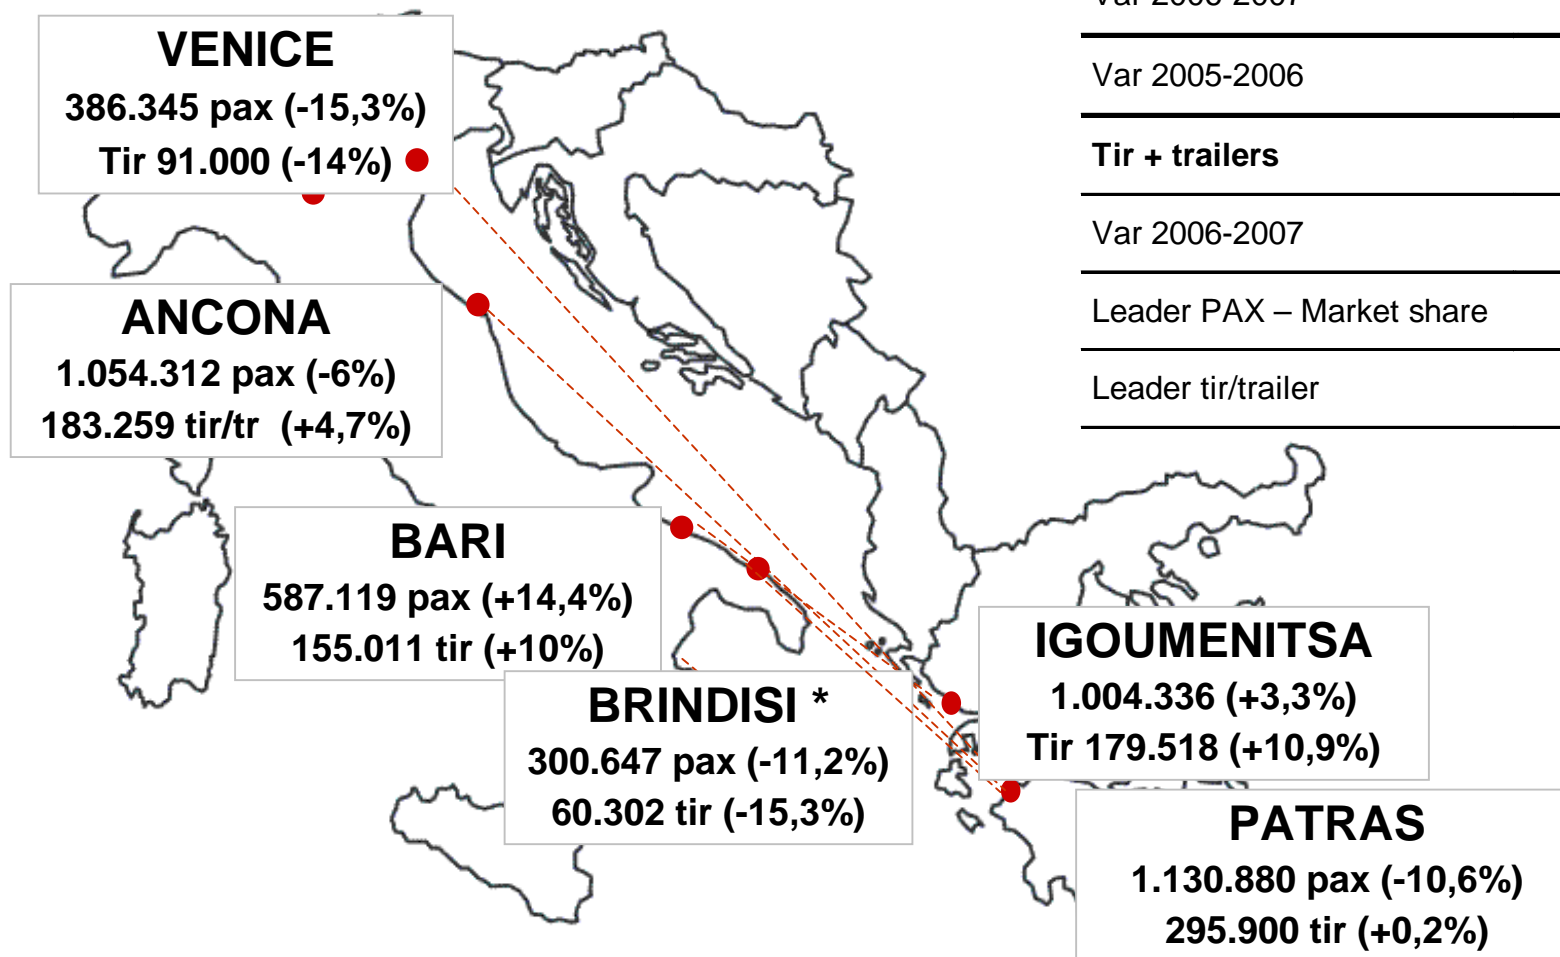 VENICE
386.345 pax (-15,3%)
Tir 91.000 (-14%)
ANCONA
1.054.312 pax (-6%)
183.259 tir/tr (+4,7%)
BARI
587.119 pax (+14,4%)
155.011 tir (+10%)
BRINDISI *
300.647 pax (-11,2%)
60.302 tir (-15,3%)
IGOUMENITSA
1.004.336 (+3,3%)
Tir 179.518 (+10,9%)
PATRAS
1.130.880 pax (-10,6%)
295.900 tir (+0,2%)
Var 2005-2006
Tir + trailers
Var 2006-2007
Leader PAX – Market share
Leader tir/trailer